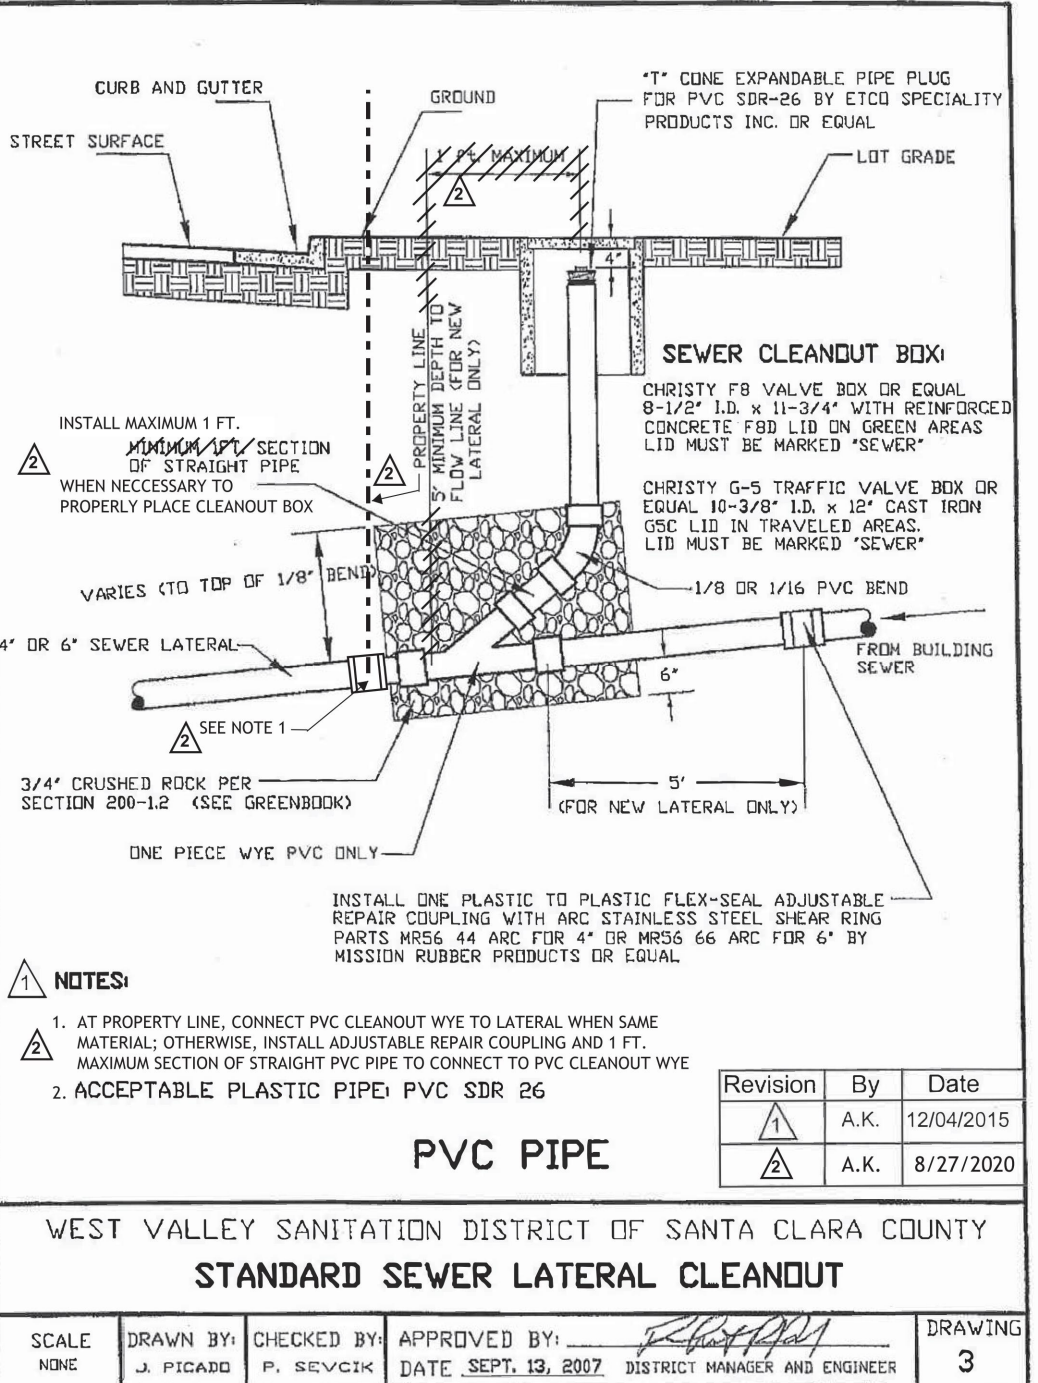 CURB AND GUTTER
STREET SURFACE
GROUND
"T" CONE EXPANDABLE PIPE PLUG
FOR PVC SDR-26 BY ETCO SPECIALITY
PRODUCTS INC. OR EQUAL
LOT GRADE
1 Ft. MAXIMUM
2
4"
PROPERTY LINE
5' MINIMUM DEPTH TO
FLOW LINE (FOR NEW
LATERAL ONLY)
SEWER CLEANOUT BOX:
CHRISTY F8 VALVE BOX OR EQUAL
8-1/2" I.D. x 11-3/4" WITH REINFORCED
CONCRETE F8D LID ON GREEN AREAS
LID MUST BE MARKED "SEWER"
CHRISTY G-5 TRAFFIC VALVE BOX OR
EQUAL 10-3/8" I.D. x 12" CAST IRON
G5C LID IN TRAVELED AREAS.
LID MUST BE MARKED "SEWER"
INSTALL MAXIMUM 1 FT.
MINIMUM 1FT. SECTION
2
OF STRAIGHT PIPE
WHEN NECCESSARY TO
PROPERLY PLACE CLEANOUT BOX
2
VARIES (TO TOP OF 1/8" BEND)
1/8 OR 1/16 PVC BEND
4" OR 6" SEWER LATERAL
FROM BUILDING
SEWER
6"
2 SEE NOTE 1
3/4" CRUSHED ROCK PER
SECTION 200-1.2 (SEE GREENBOOK)
5'
(FOR NEW LATERAL ONLY)
ONE PIECE WYE PVC ONLY
INSTALL ONE PLASTIC TO PLASTIC FLEX-SEAL ADJUSTABLE
REPAIR COUPLING WITH ARC STAINLESS STEEL SHEAR RING
PARTS MR56 44 ARC FOR 4" OR MR56 66 ARC FOR 6" BY
MISSION RUBBER PRODUCTS OR EQUAL
1 NOTES:
1. AT PROPERTY LINE, CONNECT PVC CLEANOUT WYE TO LATERAL WHEN SAME
2 MATERIAL; OTHERWISE, INSTALL ADJUSTABLE REPAIR COUPLING AND 1 FT.
MAXIMUM SECTION OF STRAIGHT PVC PIPE TO CONNECT TO PVC CLEANOUT WYE
2. ACCEPTABLE PLASTIC PIPE: PVC SDR 26
Revision By Date
1 A.K. 12/04/2015
2 A.K. 8/27/2020
PVC PIPE
WEST VALLEY SANITATION DISTRICT OF SANTA CLARA COUNTY
STANDARD SEWER LATERAL CLEANOUT
SCALE
NONE
DRAWN BY:
J. PICADO
CHECKED BY:
P. SEVCIK
APPROVED BY:
DATE SEPT. 13, 2007 DISTRICT MANAGER AND ENGINEER
DRAWING
3